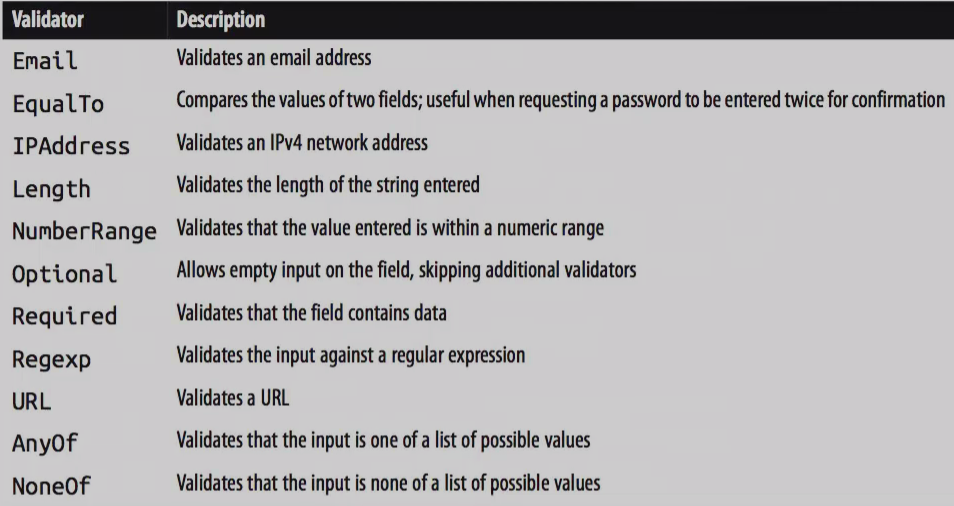 Validator Description
Email Validates an email address
EqualTo Compares the values of two fields; useful when requesting a password to be entered twice for confirmation
IPAddress Validates an IPv4 network address
Length Validates the length of the string entered
NumberRange Validates that the value entered is within a numeric range
Optional Allows empty input on the field, skipping additional validators
Required Validates that the field contains data
Regexp Validates the input against a regular expression
URL Validates a URL
AnyOf Validates that the input is one of a list of possible values
NoneOf Validates that the input is none of a list of possible values